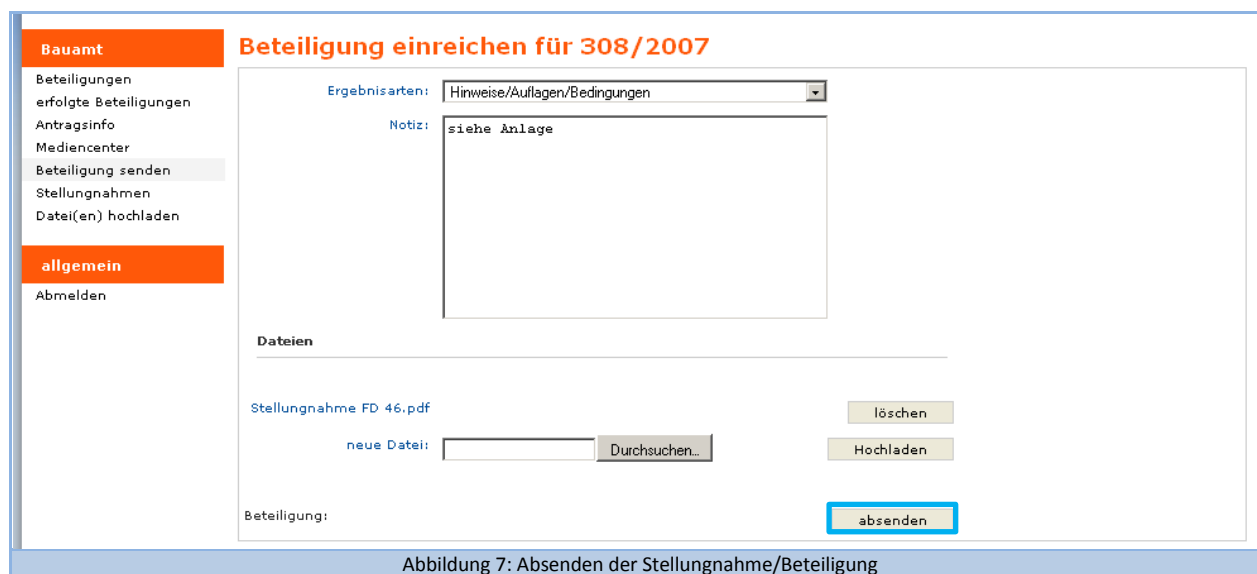 Bauamt
Beteiligungen
erfolgte Beteiligungen
Antragsinfo
Mediencenter
Beteiligung senden
Stellungnahmen
Datei(en) hochladen
allgemein
Abmelden
Beteiligung einreichen für 308/2007
Ergebnisarten: Hinweise/Auflagen/Bedingungen
Notiz: siehe Anlage
Dateien
Stellungnahme FD 46.pdf löschen
neue Datei: Durchsuchen... Hochladen
Beteiligung: absenden
Abbildung 7: Absenden der Stellungnahme/Beteiligung